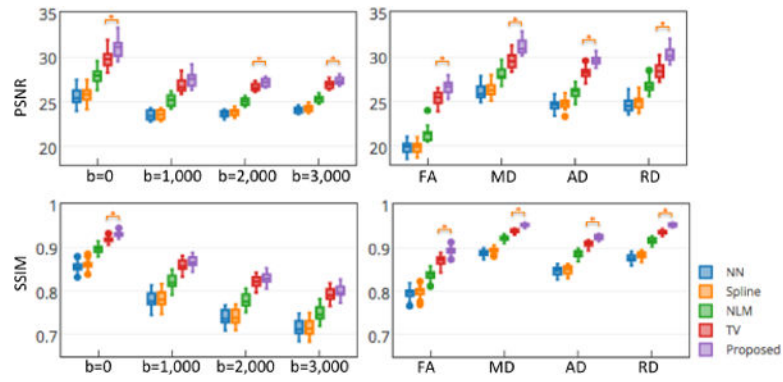 PSNR
35
30
25
20
b=0 b=1,000 b=2,000 b=3,000
35
30
25
20
FA MD AD RD
SSIM
1
0.9
0.8
0.7
b=0 b=1,000 b=2,000 b=3,000
1
0.9
0.8
0.7
FA MD AD RD
NN
Spline
NLM
TV
Proposed